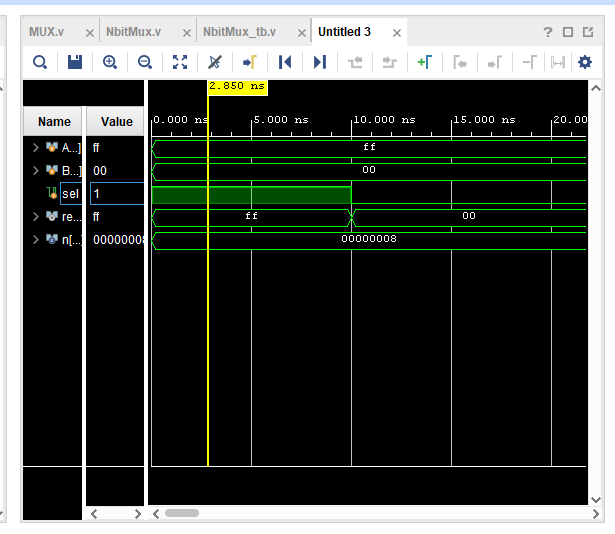 MUX.v × NbitMux.v × NbitMux_tb.v × Untitled 3 × ?
2.850 ns
Name Value 0.000 ns 5.000 ns 10.000 ns 15.000 ns 20.00
A...] ff ff
B...] 00 00
sel 1
re... ff ff 00
n[...] 00000008 00000008